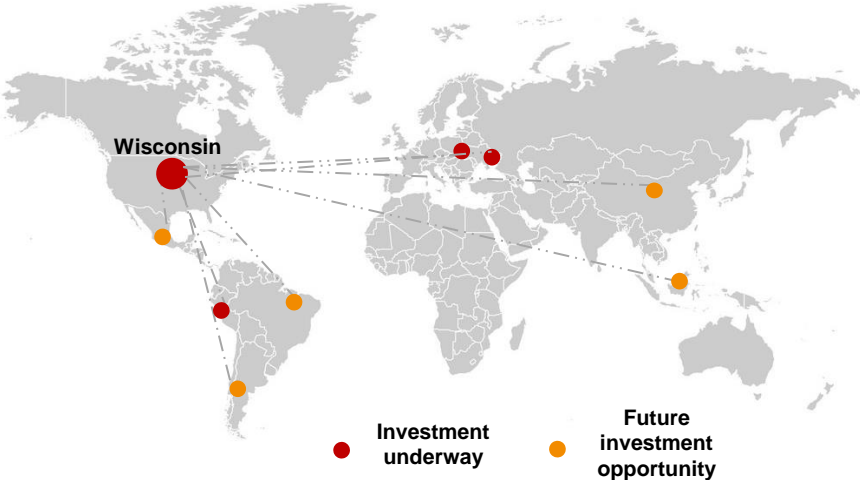 Wisconsin
Investment
underway
Future
investment
opportunity